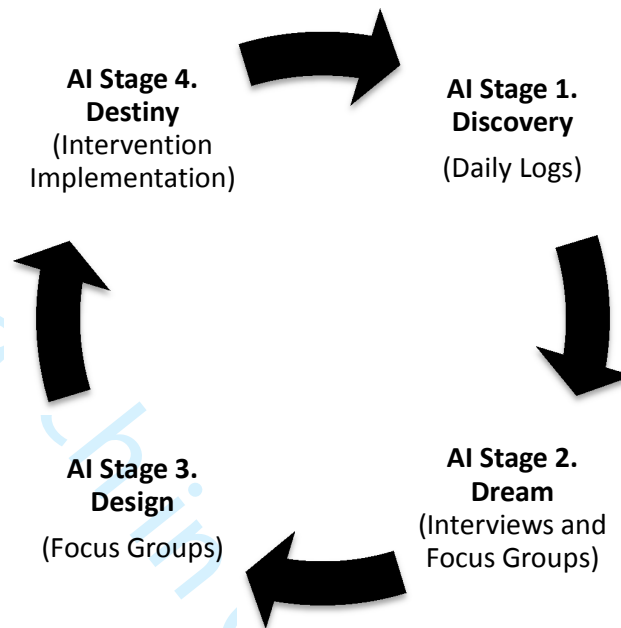 AI Stage 1.
Discovery
(Daily Logs)
AI Stage 2.
Dream
(Interviews and
Focus Groups)
AI Stage 3.
Design
(Focus Groups)
AI Stage 4.
Destiny
(Intervention
Implementation)